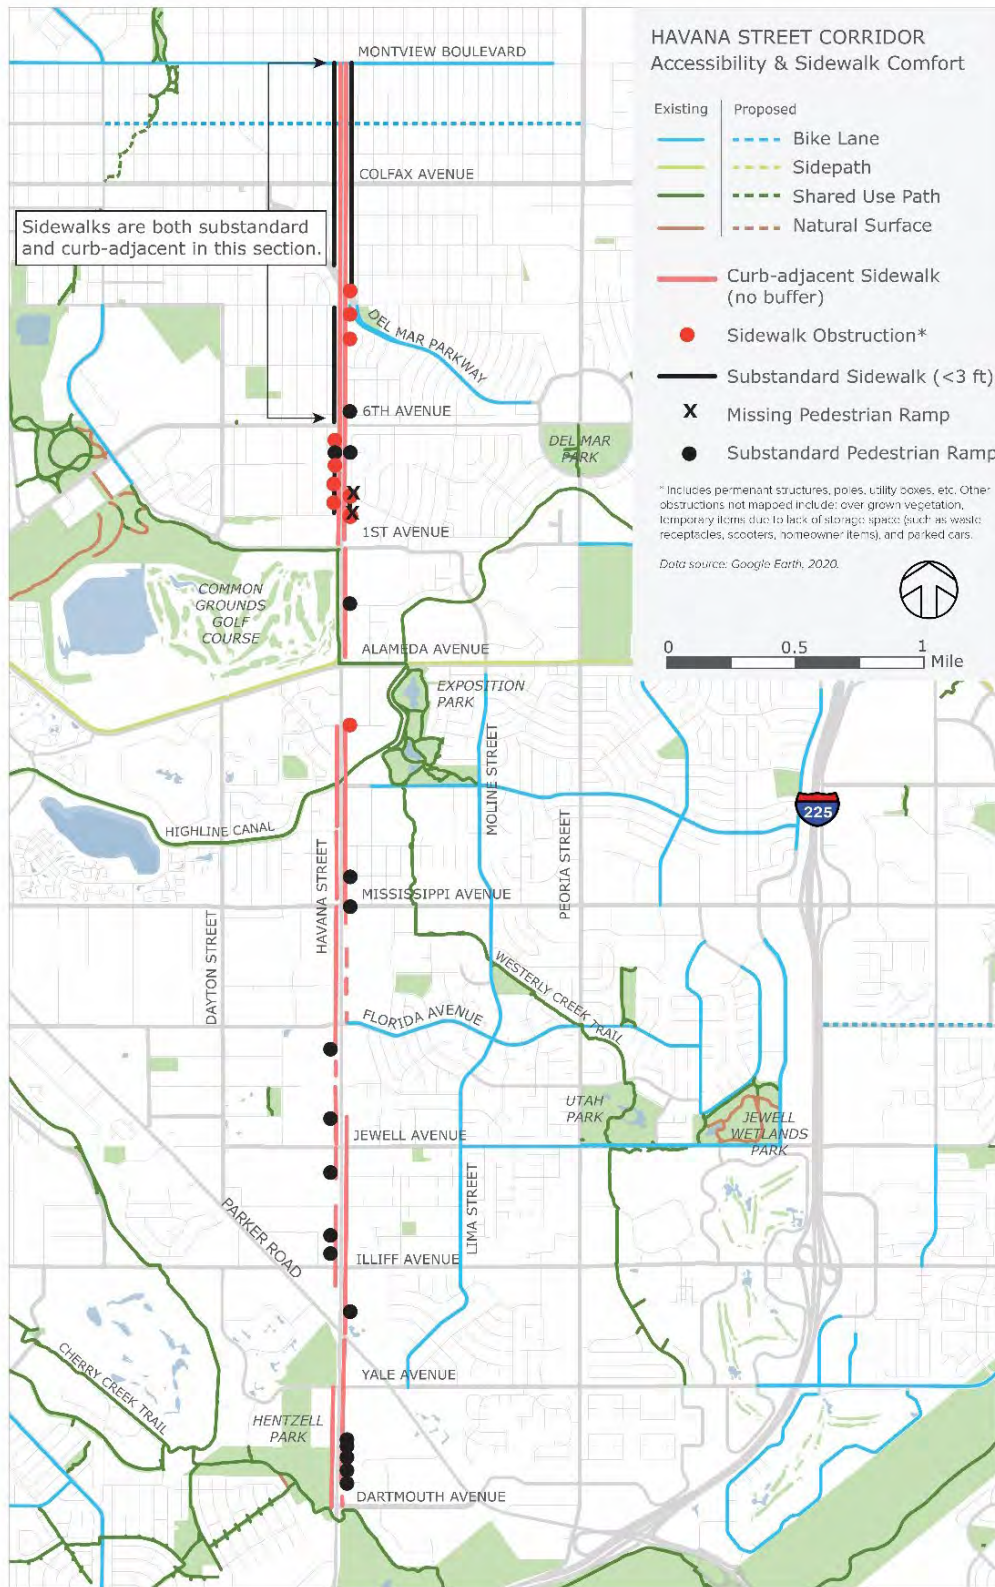 HAVANA STREET CORRIDOR
Accessibility & Sidewalk Comfort
Existing
Proposed
Bike Lane
Sidepath
Shared Use Path
Natural Surface
Curb-adjacent Sidewalk
(no buffer)
Sidewalk Obstruction*
Substandard Sidewalk (<3 ft)
X
Missing Pedestrian Ramp
Substandard Pedestrian Ramp
* Includes permenant structures, poles, utility boxes, etc. Other
obstructions not mapped include: over grown vegetation,
temporary items due to lack of storage space (such as waste
receptacles, scooters, homeowner items), and parked cars.
Data source: Google Earth, 2020.
0 0.5 1
Mile
MONTVIEW BOULEVARD
COLFAX AVENUE
Sidewalks are both substandard
and curb-adjacent in this section.
DEL MAR PARKWAY
6TH AVENUE
DEL MAR
PARK
X
X
1ST AVENUE
COMMON
GROUNDS
GOLF
COURSE
ALAMEDA AVENUE
EXPOSITION
PARK
MOLINE STREET
225
HIGHLINE CANAL
HAVANA STREET
PEORIA STREET
MISSISSIPPI AVENUE
DAYTON STREET
WESTERLY CREEK TRAIL
FLORIDA AVENUE
UTAH
PARK
JEWELL
WETLANDS
PARK
JEWELL AVENUE
LIMA STREET
PARKER ROAD
ILLIFF AVENUE
CHERRY CREEK TRAIL
YALE AVENUE
HENTZELL
PARK
DARTMOUTH AVENUE